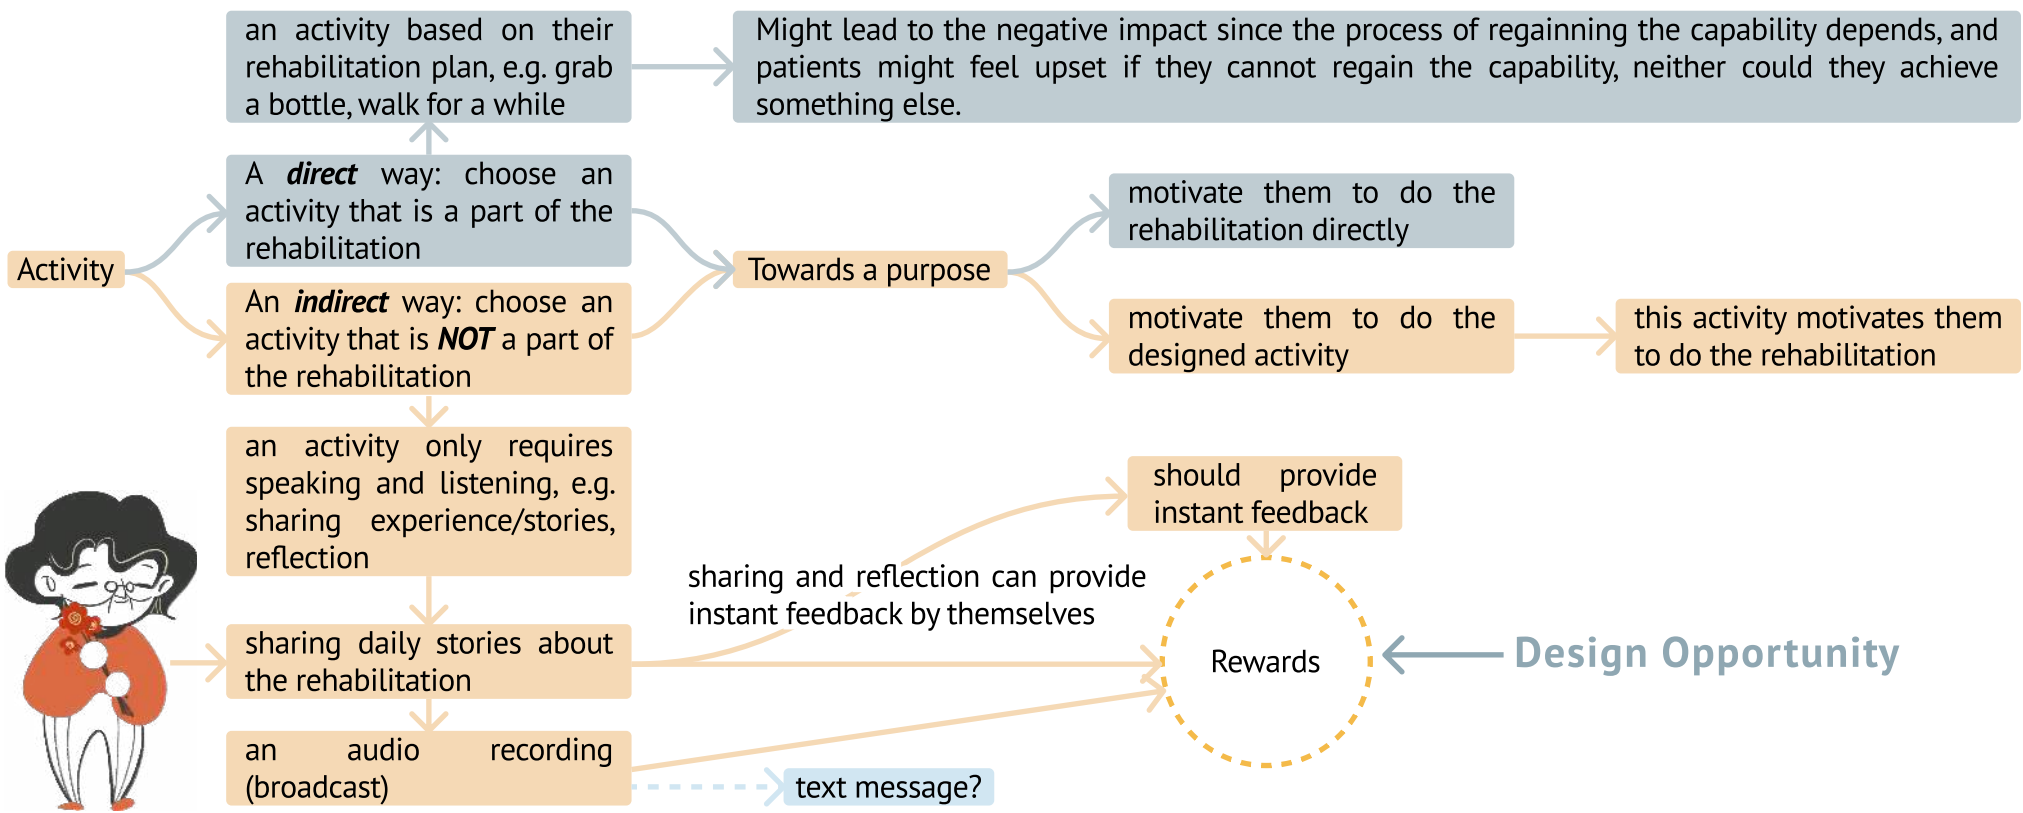 an activity based on their
rehabilitation plan, e.g. grab
a bottle, walk for a while
Might lead to the negative impact since the process of regainning the capability depends, and
patients might feel upset if they cannot regain the capability, neither could they achieve
something else.
A direct way: choose an
activity that is a part of the
rehabilitation
motivate them to do the
rehabilitation directly
Activity
Towards a purpose
An indirect way: choose an
activity that is NOT a part of
the rehabilitation
motivate them to do the
designed activity
this activity motivates them
to do the rehabilitation
an activity only requires
speaking and listening, e.g.
sharing experience/stories,
reflection
should provide
instant feedback
sharing and reflection can provide
instant feedback by themselves
sharing daily stories about
the rehabilitation
Rewards
Design Opportunity
an audio recording
(broadcast)
text message?